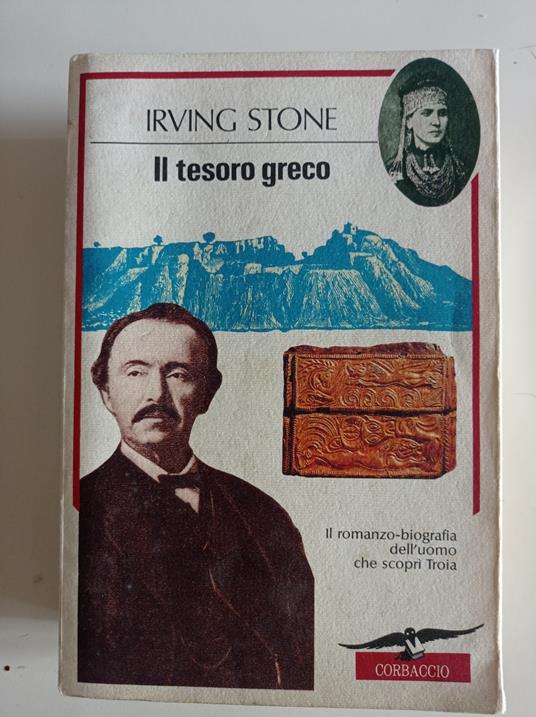 IRVING STONE
Il tesoro greco
Il romanzo-biografia
dell'uomo
che scoprì Troia
CORBACCIO